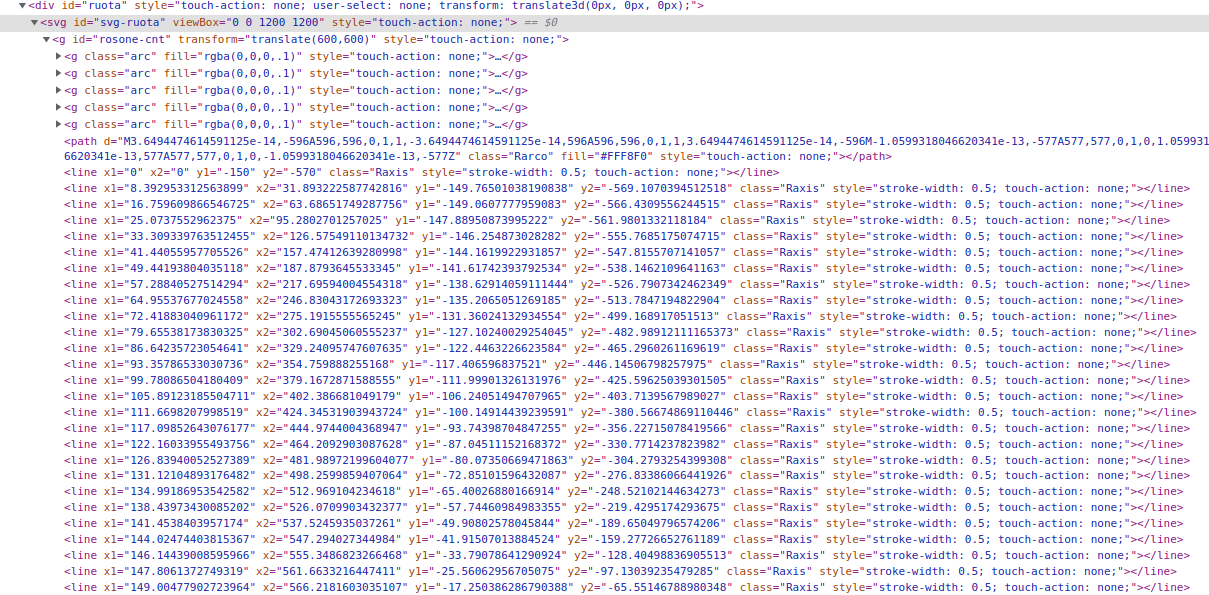 <div id="ruota" style="touch-action: none; user-select: none; transform: translate3d(0px, 0px, 0px);">
<svg id="svg-ruota" viewBox="0 0 1200 1200" style="touch-action: none;"> == $0
<g id="rosone-cnt" transform="translate(600,600)" style="touch-action: none;">
<g class="arc" fill="rgba(0,0,0,.1)" style="touch-action: none;">…</g>
<g class="arc" fill="rgba(0,0,0,.1)" style="touch-action: none;">…</g>
<g class="arc" fill="rgba(0,0,0,.1)" style="touch-action: none;">…</g>
<g class="arc" fill="rgba(0,0,0,.1)" style="touch-action: none;">…</g>
<g class="arc" fill="rgba(0,0,0,.1)" style="touch-action: none;">…</g>
<path d="M3.6494474614591125e-14,-596A596,596,0,1,1,-3.6494474614591125e-14,596A596,596,0,1,1,3.6494474614591125e-14,-596M-1.0599318046620341e-13,-577A577,577,0,1,0,1.059931
6620341e-13,577A577,577,0,1,0,-1.0599318046620341e-13,-577Z" class="Rarco" fill="#FFF8F0" style="touch-action: none;"></path>
<line x1="0" x2="0" y1="-150" y2="-570" class="Raxis" style="stroke-width: 0.5; touch-action: none;"></line>
<line x1="8.392953312563899" x2="31.893222587742816" y1="-149.76501038190838" y2="-569.1070394512518" class="Raxis" style="stroke-width: 0.5; touch-action: none;"></line>
<line x1="16.759609866546725" x2="63.68651749287756" y1="-149.0607777959083" y2="-566.4309556244515" class="Raxis" style="stroke-width: 0.5; touch-action: none;"></line>
<line x1="25.0737552962375" x2="95.2802701257025" y1="-147.88950873995222" y2="-561.9801332118184" class="Raxis" style="stroke-width: 0.5; touch-action: none;"></line>
<line x1="33.309339763512455" x2="126.57549110134732" y1="-146.254873028282" y2="-555.7685175074715" class="Raxis" style="stroke-width: 0.5; touch-action: none;"></line>
<line x1="41.44055957705526" x2="157.47412639280998" y1="-144.1619922931857" y2="-547.8155707141057" class="Raxis" style="stroke-width: 0.5; touch-action: none;"></line>
<line x1="49.44193804035118" x2="187.8793645533345" y1="-141.61742393792534" y2="-538.1462109641163" class="Raxis" style="stroke-width: 0.5; touch-action: none;"></line>
<line x1="57.28840527514294" x2="217.69594004554318" y1="-138.62914059111444" y2="-526.7907342462349" class="Raxis" style="stroke-width: 0.5; touch-action: none;"></line>
<line x1="64.95537677024558" x2="246.83043172693323" y1="-135.2065051269185" y2="-513.7847194822904" class="Raxis" style="stroke-width: 0.5; touch-action: none;"></line>
<line x1="72.41883040961172" x2="275.1915555565245" y1="-131.36024132934554" y2="-499.168917051513" class="Raxis" style="stroke-width: 0.5; touch-action: none;"></line>
<line x1="79.65538173830325" x2="302.69045060555237" y1="-127.10240029254045" y2="-482.98912111165373" class="Raxis" style="stroke-width: 0.5; touch-action: none;"></line>
<line x1="86.64235723054641" x2="329.24095747607635" y1="-122.4463226623584" y2="-465.2960261169619" class="Raxis" style="stroke-width: 0.5; touch-action: none;"></line>
<line x1="93.35786533030736" x2="354.759888255168" y1="-117.406596837521" y2="-446.14506798257975" class="Raxis" style="stroke-width: 0.5; touch-action: none;"></line>
<line x1="99.78086504180409" x2="379.1672871588555" y1="-111.99901326131976" y2="-425.59625039301505" class="Raxis" style="stroke-width: 0.5; touch-action: none;"></line>
<line x1="105.89123185504711" x2="402.386681049179" y1="-106.24051494707965" y2="-403.7139567989027" class="Raxis" style="stroke-width: 0.5; touch-action: none;"></line>
<line x1="111.6698207998519" x2="424.34531903943724" y1="-100.14914439239591" y2="-380.56674869110446" class="Raxis" style="stroke-width: 0.5; touch-action: none;"></line>
<line x1="117.09852643076177" x2="444.9744004368947" y1="-93.74398704847255" y2="-356.22715078419566" class="Raxis" style="stroke-width: 0.5; touch-action: none;"></line>
<line x1="122.16033955493756" x2="464.2092903087628" y1="-87.04511152168372" y2="-330.7714237823982" class="Raxis" style="stroke-width: 0.5; touch-action: none;"></line>
<line x1="126.83940052527389" x2="481.98972199604077" y1="-80.07350669471863" y2="-304.2793254399308" class="Raxis" style="stroke-width: 0.5; touch-action: none;"></line>
<line x1="131.12104893176482" x2="498.2599859407064" y1="-72.85101596432087" y2="-276.83386066441926" class="Raxis" style="stroke-width: 0.5; touch-action: none;"></line>
<line x1="134.99186953542582" x2="512.969104234618" y1="-65.40026880166914" y2="-248.52102144634273" class="Raxis" style="stroke-width: 0.5; touch-action: none;"></line>
<line x1="138.43973430085202" x2="526.0709903432377" y1="-57.74460984983355" y2="-219.4295174293675" class="Raxis" style="stroke-width: 0.5; touch-action: none;"></line>
<line x1="141.4538403957174" x2="537.5245935037261" y1="-49.90802578045844" y2="-189.65049796574206" class="Raxis" style="stroke-width: 0.5; touch-action: none;"></line>
<line x1="144.02474403815367" x2="547.294027344984" y1="-41.91507013884524" y2="-159.27726652761189" class="Raxis" style="stroke-width: 0.5; touch-action: none;"></line>
<line x1="146.14439008595966" x2="555.3486823266468" y1="-33.79078641290924" y2="-128.40498836905513" class="Raxis" style="stroke-width: 0.5; touch-action: none;"></line>
<line x1="147.8061372749319" x2="561.6633216447411" y1="-25.56062956705075" y2="-97.13039235479285" class="Raxis" style="stroke-width: 0.5; touch-action: none;"></line>
<line x1="149.00477902723964" x2="566.2181603035107" y1="-17.250386286790388" y2="-65.55146788980348" class="Raxis" style="stroke-width: 0.5; touch-action: none;"></line>